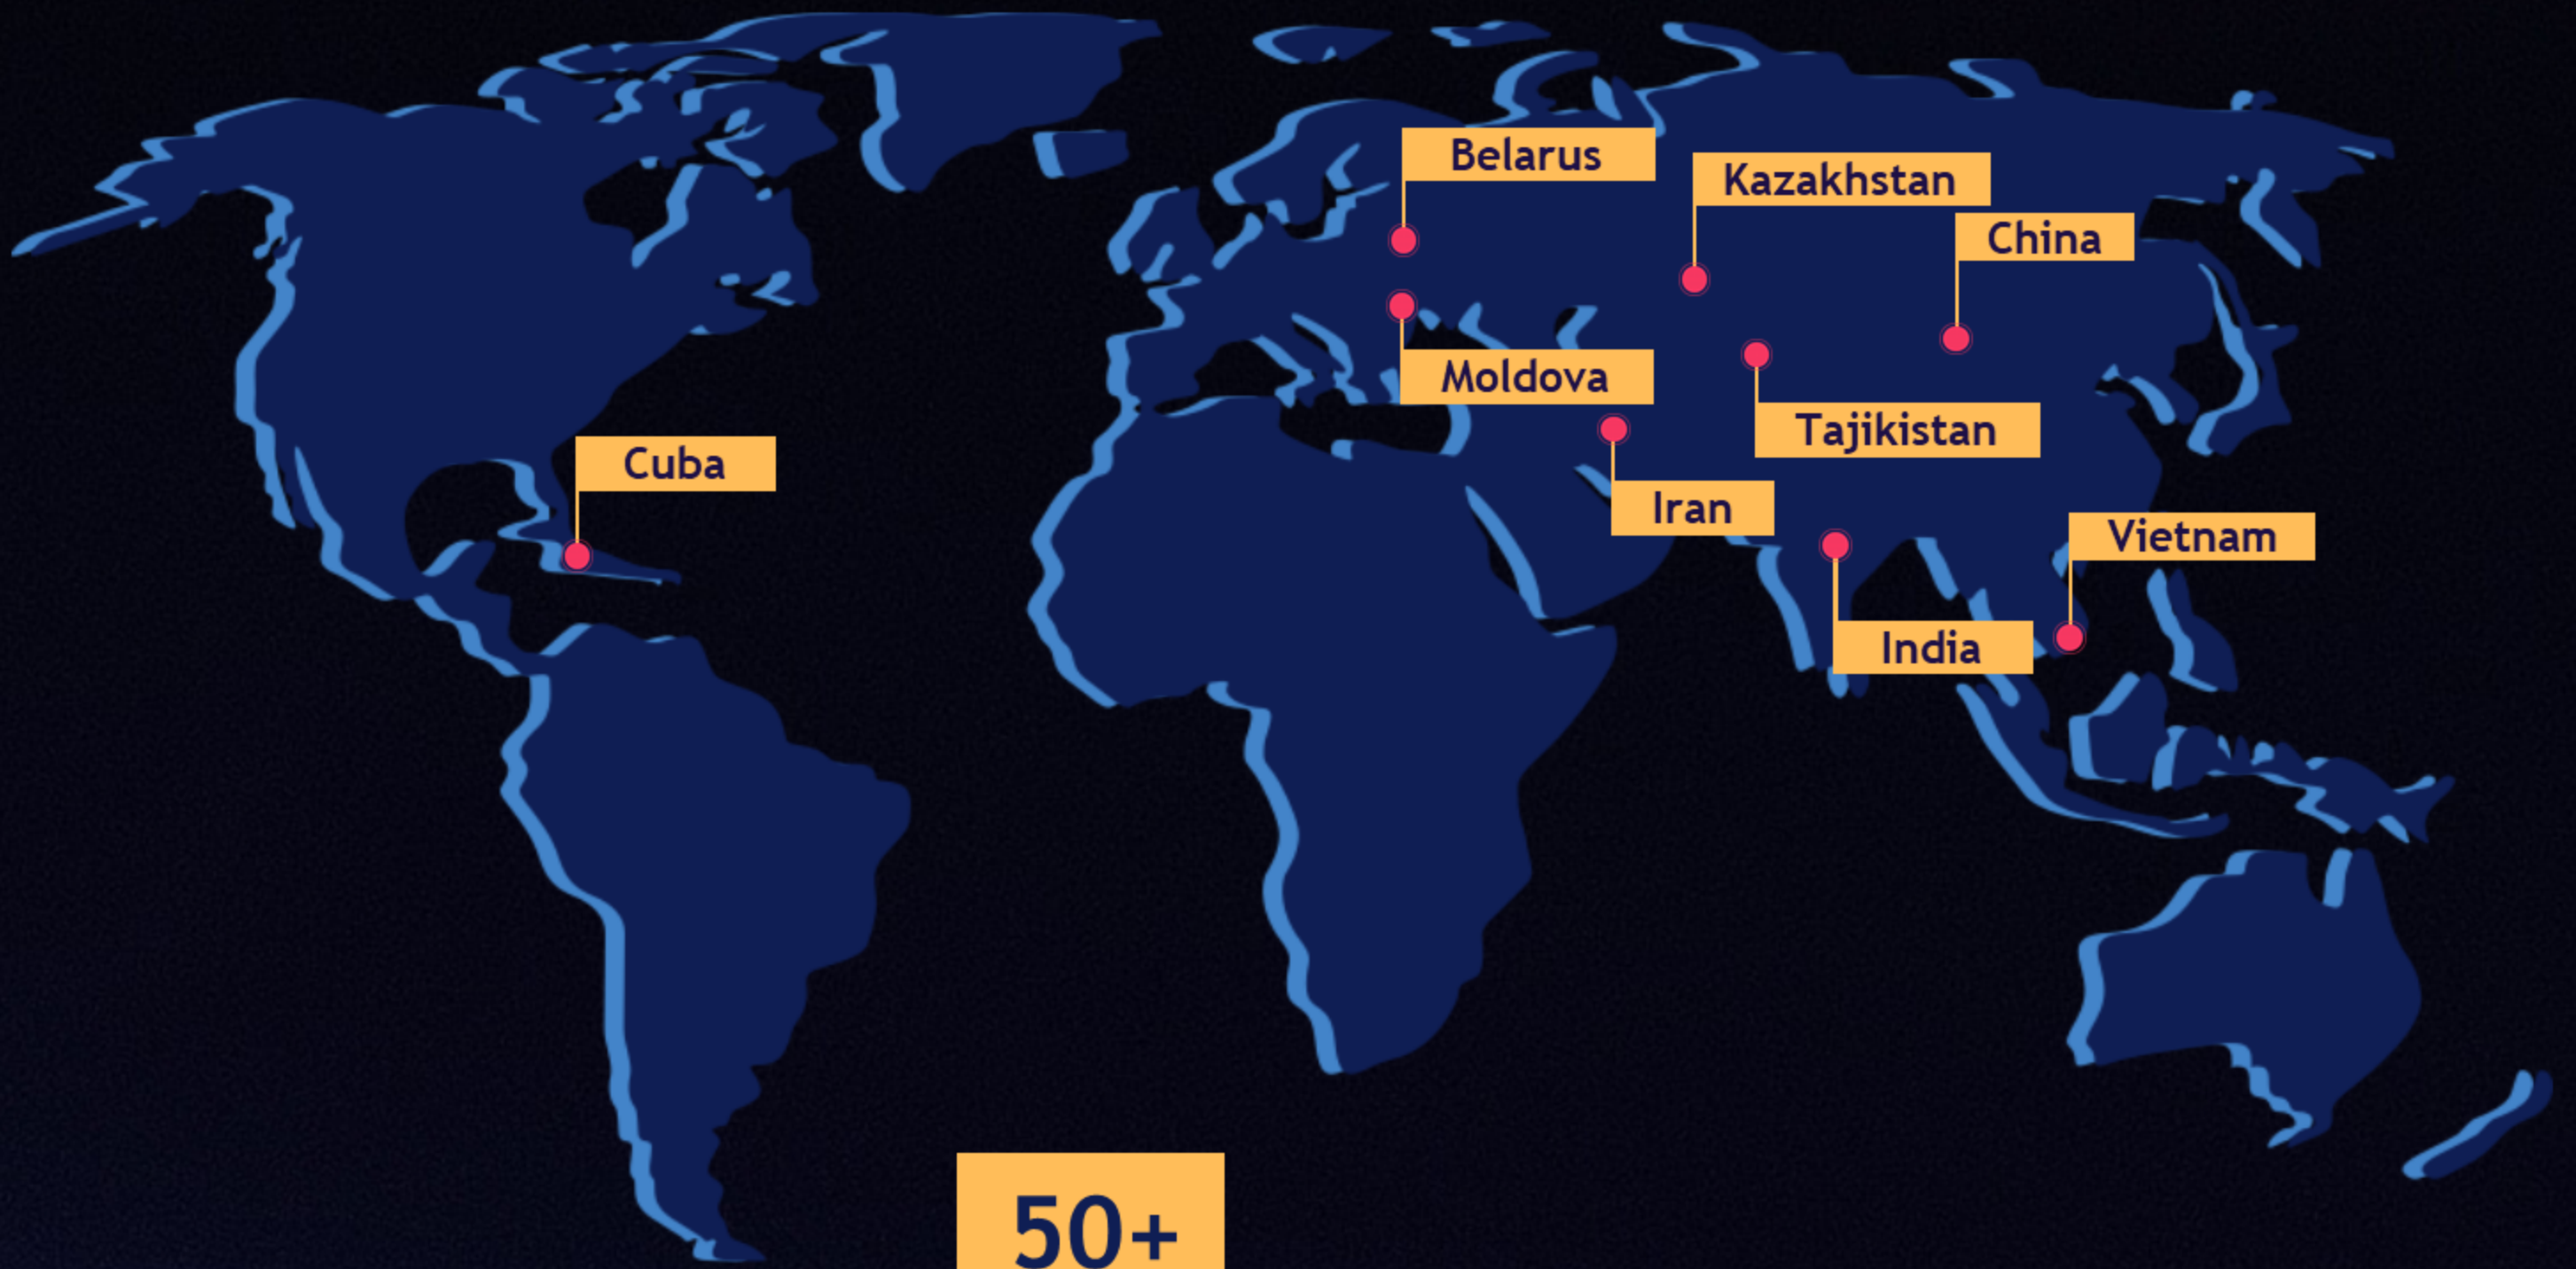 Belarus
Kazakhstan
China
Moldova
Tajikistan
Cuba
Iran
Vietnam
India
50+